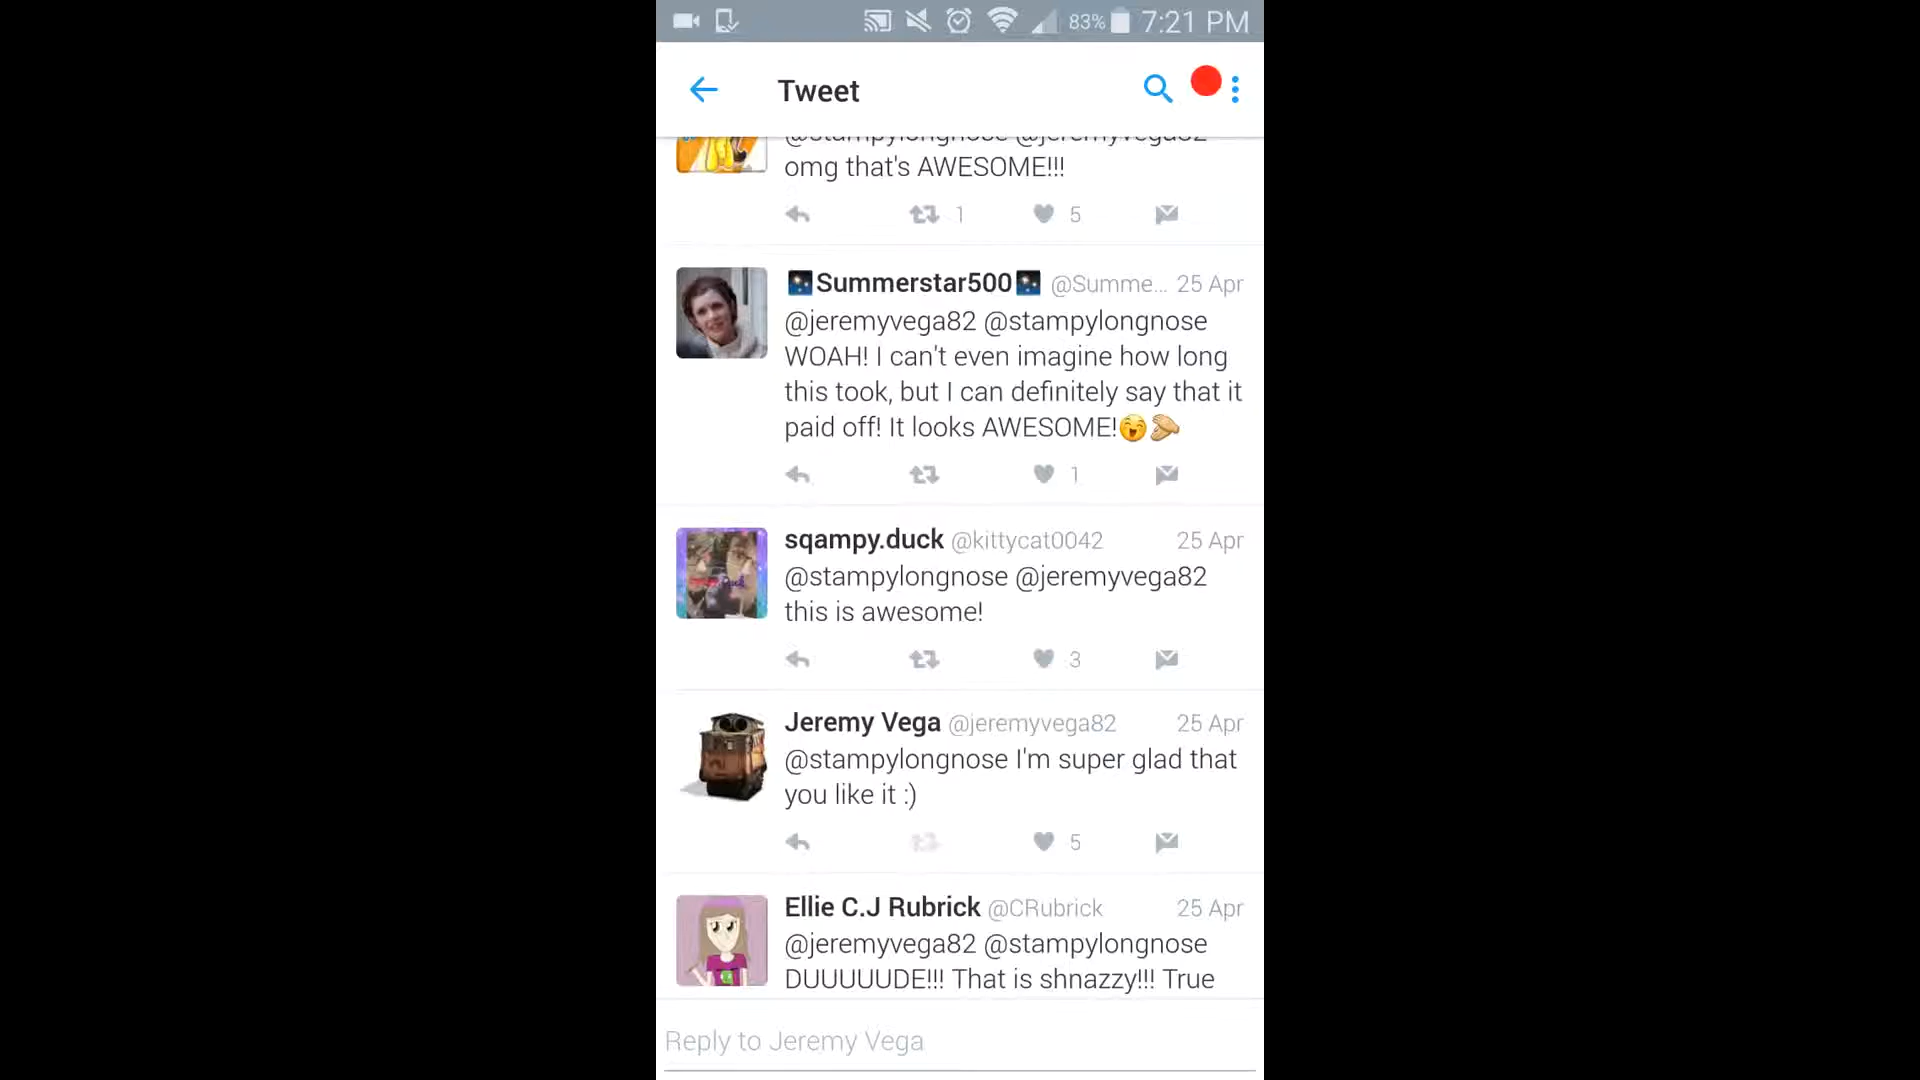 83% 7:21 PM
Tweet
@stampylongnose @jeremyvega82
omg that's AWESOME!!!
1 5
Summerstar500 @Summe... 25 Apr
@jeremyvega82 @stampylongnose
WOAH! I can't even imagine how long
this took, but I can definitely say that it
paid off! It looks AWESOME!
1
sqampy.duck @kittycat0042 25 Apr
@stampylongnose @jeremyvega82
this is awesome!
3
Jeremy Vega @jeremyvega82 25 Apr
@stampylongnose I'm super glad that
you like it :)
5
Ellie C.J Rubrick @CRubrick 25 Apr
@jeremyvega82 @stampylongnose
DUUUUUDE!!! That is shnazzy!!! True
Reply to Jeremy Vega